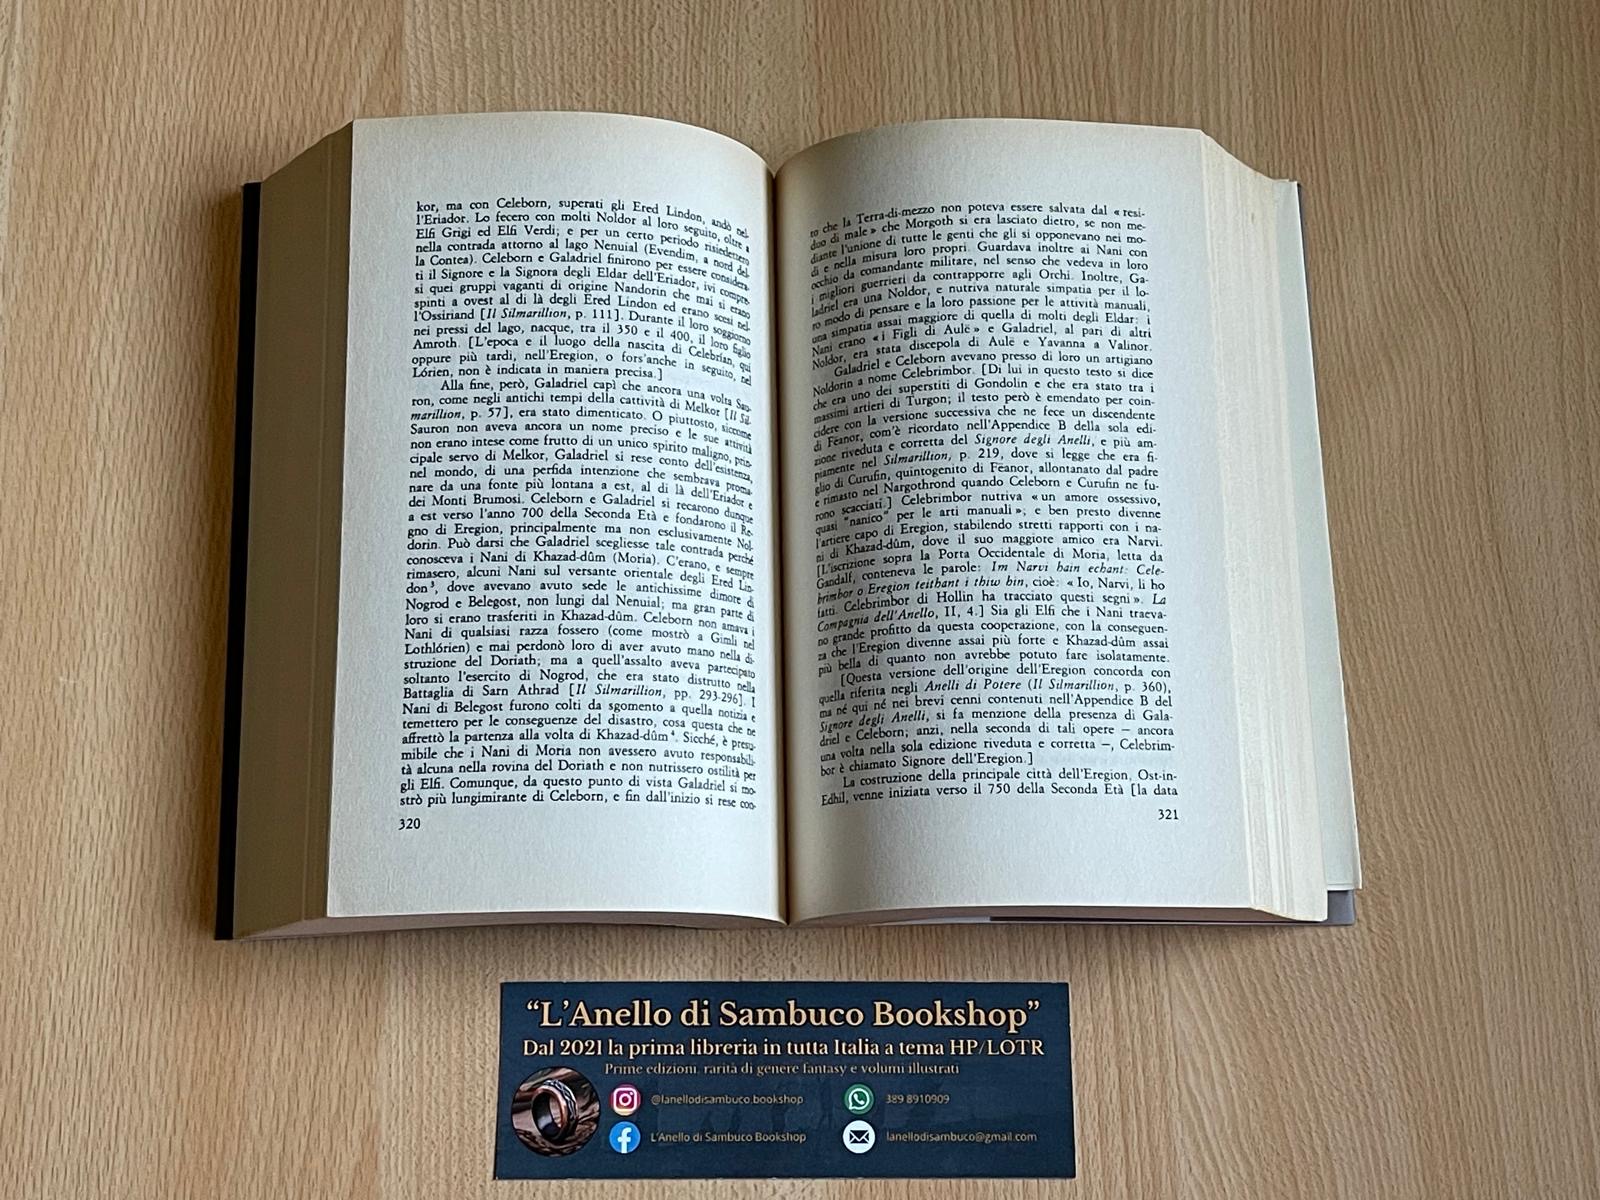 kor, ma con Celeborn, superati gli Ered Lindon, andò nel-
l'Eriador. Lo fecero con molti Noldor al loro seguito, oltre a
Elfi Grigi ed Elfi Verdi; e per un certo periodo risiedettero
nella contrada attorno al lago Nenuial (Evendim, a nord del-
la Contea). Celeborn e Galadriel finirono per essere considera-
ti il Signore e la Signora degli Eldar dell'Eriador, ivi compre-
si quei gruppi vaganti di origine Nandorin che mai si erano
spinti a ovest al di là degli Ered Lindon ed erano scesi nel-
l'Ossiriand [Il Silmarillion, p. 111]. Durante il loro soggiorno
nei pressi del lago, nacque, tra il 350 e il 400, il loro figlio
Amroth. [L'epoca e il luogo della nascita di Celebrían, qui
oppure più tardi, nell'Eregion, o fors'anche in seguito, nel
Lórien, non è indicata in maniera precisa.]
Alla fine, però, Galadriel capì che ancora una volta Sau-
ron, come negli antichi tempi della cattività di Melkor [Il Sil-
marillion, p. 57], era stato dimenticato. O piuttosto, siccome
Sauron non aveva ancora un nome preciso e le sue attività
non erano intese come frutto di un unico spirito maligno, prin-
cipale servo di Melkor, Galadriel si rese conto dell'esistenza,
nel mondo, di una perfida intenzione che sembrava proma-
nare da una fonte più lontana a est, al di là dell'Eriador e
dei Monti Brumosi. Celeborn e Galadriel si recarono dunque
a est verso l'anno 700 della Seconda Età e fondarono il Re-
gno di Eregion, principalmente ma non esclusivamente Nol-
dorin. Può darsi che Galadriel scegliesse tale contrada perché
conosceva i Nani di Khazad-dûm (Moria). C'erano, e sempre
rimasero, alcuni Nani sul versante orientale degli Ered Lin-
don³, dove avevano avuto sede le antichissime dimore di
Nogrod e Belegost, non lungi dal Nenuial; ma gran parte di
loro si erano trasferiti in Khazad-dûm. Celeborn non amava i
Nani di qualsiasi razza fossero (come mostrò a Gimli nel
Lothlórien) e mai perdonò loro di aver avuto mano nella di-
struzione del Doriath; ma a quell'assalto aveva partecipato
soltanto l'esercito di Nogrod, che era stato distrutto nella
Battaglia di Sarn Athrad [Il Silmarillion, pp. 293-296]. I
Nani di Belegost furono colti da sgomento a quella notizia e
temettero per le conseguenze del disastro, cosa questa che ne
affrettò la partenza alla volta di Khazad-dûm⁴. Sicché, è presu-
mibile che i Nani di Moria non avessero avuto responsabili-
tà alcuna nella rovina del Doriath e non nutrissero ostilità per
gli Elfi. Comunque, da questo punto di vista Galadriel si mo-
strò più lungimirante di Celeborn, e fin dall'inizio si rese con-
320
to che la Terra-di-mezzo non poteva essere salvata dal «resi-
duo di male» che Morgoth si era lasciato dietro, se non me-
diante l'unione di tutte le genti che gli si opponevano nei mo-
di e nella misura loro propri. Guardava inoltre ai Nani con
occhio da comandante militare, nel senso che vedeva in loro
i migliori guerrieri da contrapporre agli Orchi. Inoltre, Ga-
ladriel era una Noldor, e nutriva naturale simpatia per il lo-
ro modo di pensare e la loro passione per le attività manuali,
una simpatia assai maggiore di quella di molti degli Eldar: i
Nani erano «i Figli di Aulë» e Galadriel, al pari di altri
Noldor, era stata discepola di Aulë e Yavanna a Valinor.
Galadriel e Celeborn avevano presso di loro un artigiano
Noldorin a nome Celebrimbor. [Di lui in questo testo si dice
che era uno dei superstiti di Gondolin e che era stato tra i
massimi artieri di Turgon; il testo però è emendato per coin-
cidere con la versione successiva che ne fece un discendente
di Fëanor, com'è ricordato nell'Appendice B della sola edi-
zione riveduta e corretta del Signore degli Anelli, e più am-
piamente nel Silmarillion, p. 219, dove si legge che era fi-
glio di Curufin, quintogenito di Fëanor, allontanato dal padre
e rimasto nel Nargothrond quando Celeborn e Curufin ne fu-
rono scacciati.] Celebrimbor nutriva «un amore ossessivo,
quasi "nanico" per le arti manuali»; e ben presto divenne
l'artiere capo di Eregion, stabilendo stretti rapporti con i na-
ni di Khazad-dûm, dove il suo maggiore amico era Narvi.
[L'iscrizione sopra la Porta Occidentale di Moria, letta da
Gandalf, conteneva le parole: Im Narvi hain echant: Cele-
brimbor o Eregion teithant i thiw hin, cioè: «Io, Narvi, li ho
fatti. Celebrimbor di Hollin ha tracciato questi segni». La
Compagnia dell'Anello, II, 4.] Sia gli Elfi che i Nani traeva-
no grande profitto da questa cooperazione, con la conseguen-
za che l'Eregion divenne assai più forte e Khazad-dûm assai
più bella di quanto non avrebbe potuto fare isolatamente.
[Questa versione dell'origine dell'Eregion concorda con
quella riferita negli Anelli di Potere (Il Silmarillion, p. 360),
ma né qui né nei brevi cenni contenuti nell'Appendice B del
Signore degli Anelli, si fa menzione della presenza di Gala-
driel e Celeborn; anzi, nella seconda di tali opere – ancora
una volta nella sola edizione riveduta e corretta –, Celebrim-
bor è chiamato Signore dell'Eregion.]
La costruzione della principale città dell'Eregion, Ost-in-
Edhil, venne iniziata verso il 750 della Seconda Età [la data
321
"L'Anello di Sambuco Bookshop"
Dal 2021 la prima libreria in tutta Italia a tema HP/LOTR
Prime edizioni, rarità di genere fantasy e volumi illustrati
@lanellodisambuco.bookshop
389 8910909
L'Anello di Sambuco Bookshop
lanellodisambuco@gmail.com